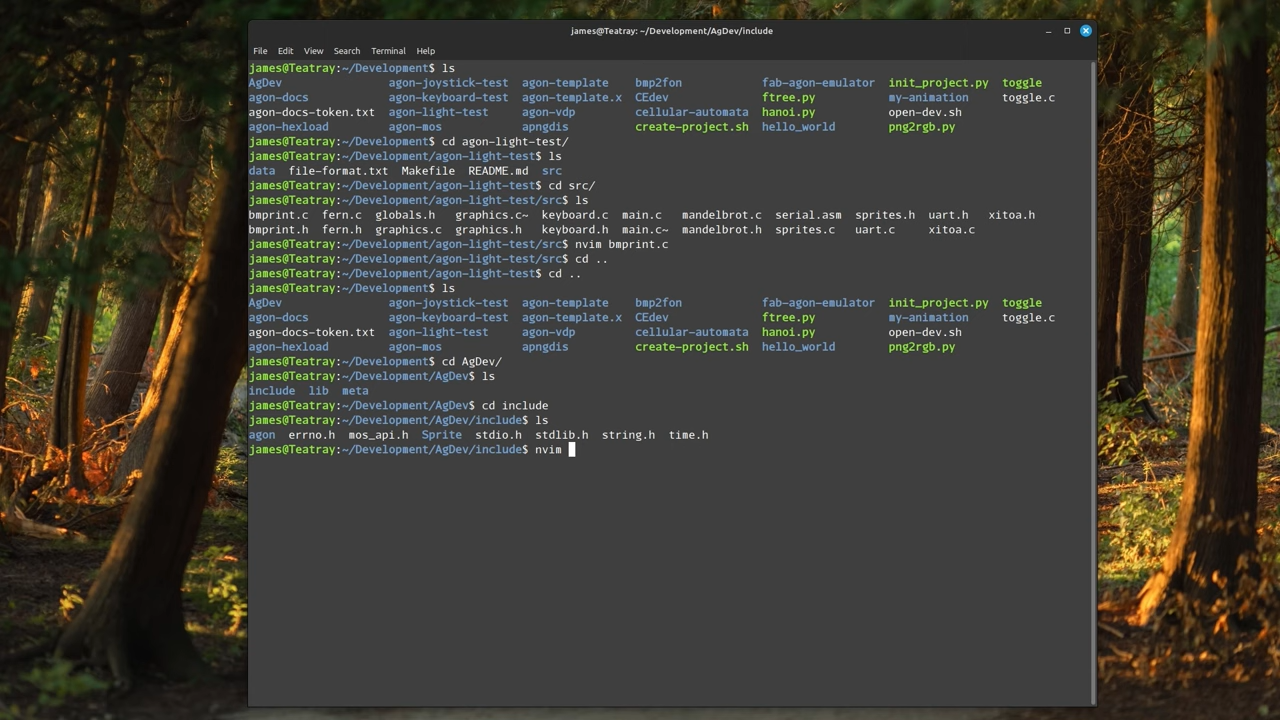 james@Teatray: ~/Development/AgDev/include
File Edit View Search Terminal Help
james@Teatray:~/Development$ ls
AgDev agon-joystick-test agon-template bmp2fon fab-agon-emulator init_project.py toggle
agon-docs agon-keyboard-test agon-template.x CEdev ftree.py my-animation toggle.c
agon-docs-token.txt agon-light-test agon-vdp cellular-automata hanoi.py open-dev.sh
agon-hexload agon-mos apngdis create-project.sh hello_world png2rgb.py
james@Teatray:~/Development$ cd agon-light-test/
james@Teatray:~/Development/agon-light-test$ ls
data file-format.txt Makefile README.md src
james@Teatray:~/Development/agon-light-test$ cd src/
james@Teatray:~/Development/agon-light-test/src$ ls
bmprint.c fern.c globals.h graphics.c~ keyboard.c main.c mandelbrot.c serial.asm sprites.h uart.h xitoa.h
bmprint.h fern.h graphics.c graphics.h keyboard.h main.c~ mandelbrot.h sprites.c uart.c xitoa.c
james@Teatray:~/Development/agon-light-test/src$ nvim bmprint.c
james@Teatray:~/Development/agon-light-test/src$ cd ..
james@Teatray:~/Development/agon-light-test$ cd ..
james@Teatray:~/Development$ ls
AgDev agon-joystick-test agon-template bmp2fon fab-agon-emulator init_project.py toggle
agon-docs agon-keyboard-test agon-template.x CEdev ftree.py my-animation toggle.c
agon-docs-token.txt agon-light-test agon-vdp cellular-automata hanoi.py open-dev.sh
agon-hexload agon-mos apngdis create-project.sh hello_world png2rgb.py
james@Teatray:~/Development$ cd AgDev/
james@Teatray:~/Development/AgDev$ ls
include lib meta
james@Teatray:~/Development/AgDev$ cd include
james@Teatray:~/Development/AgDev/include$ ls
agon errno.h mos_api.h Sprite stdio.h stdlib.h string.h time.h
james@Teatray:~/Development/AgDev/include$ nvim